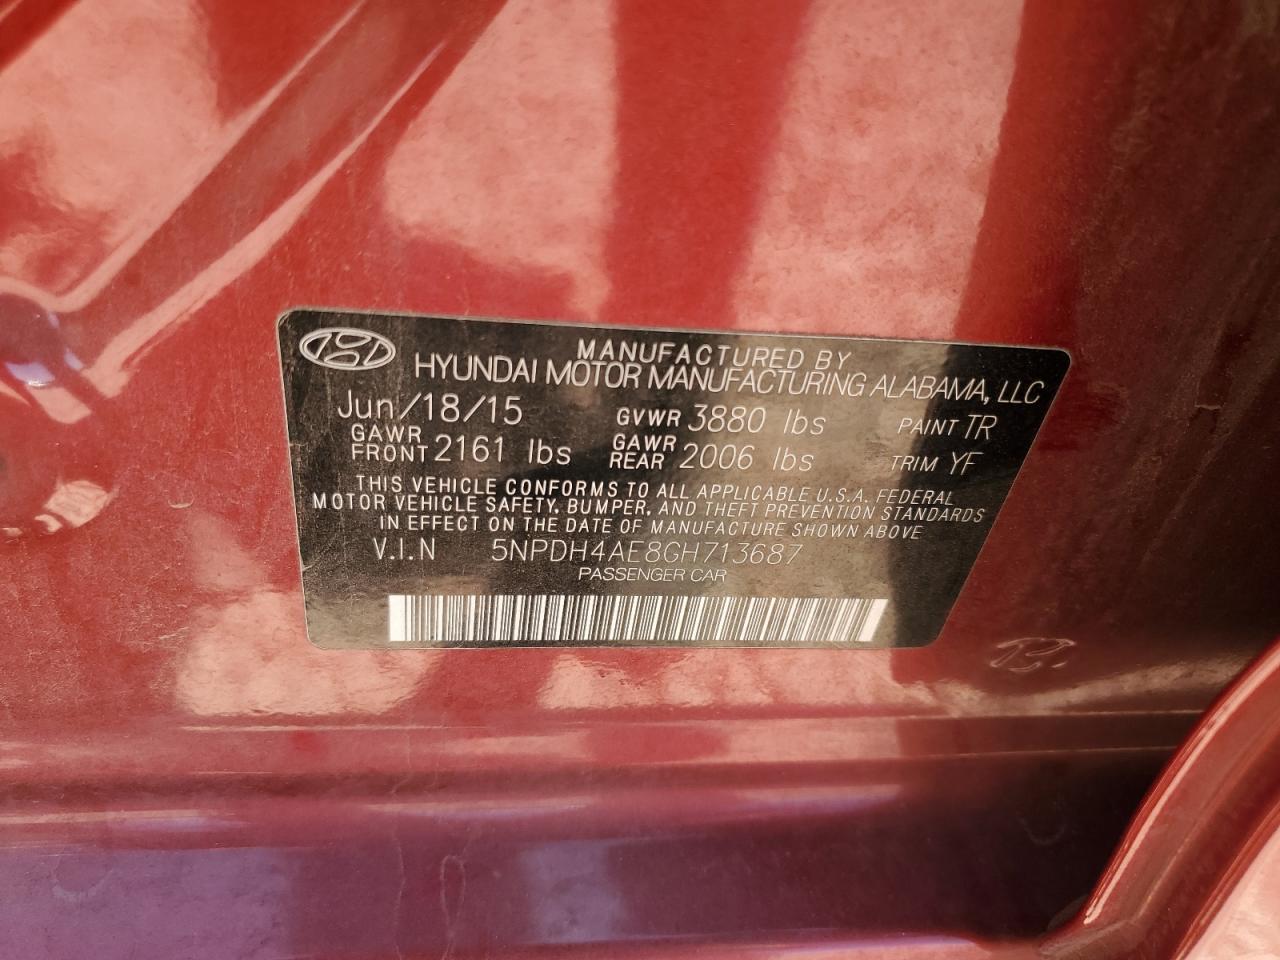 MANUFACTURED BY
HYUNDAI MOTOR MANUFACTURING ALABAMA, LLC
Jun/18/15 GVWR 3880 lbs PAINT TR
GAWR FRONT 2161 lbs GAWR REAR 2006 lbs TRIM YF
THIS VEHICLE CONFORMS TO ALL APPLICABLE U.S.A. FEDERAL
MOTOR VEHICLE SAFETY, BUMPER, AND THEFT PREVENTION STANDARDS
IN EFFECT ON THE DATE OF MANUFACTURE SHOWN ABOVE
V.I.N 5NPDH4AE8GH713687
PASSENGER CAR